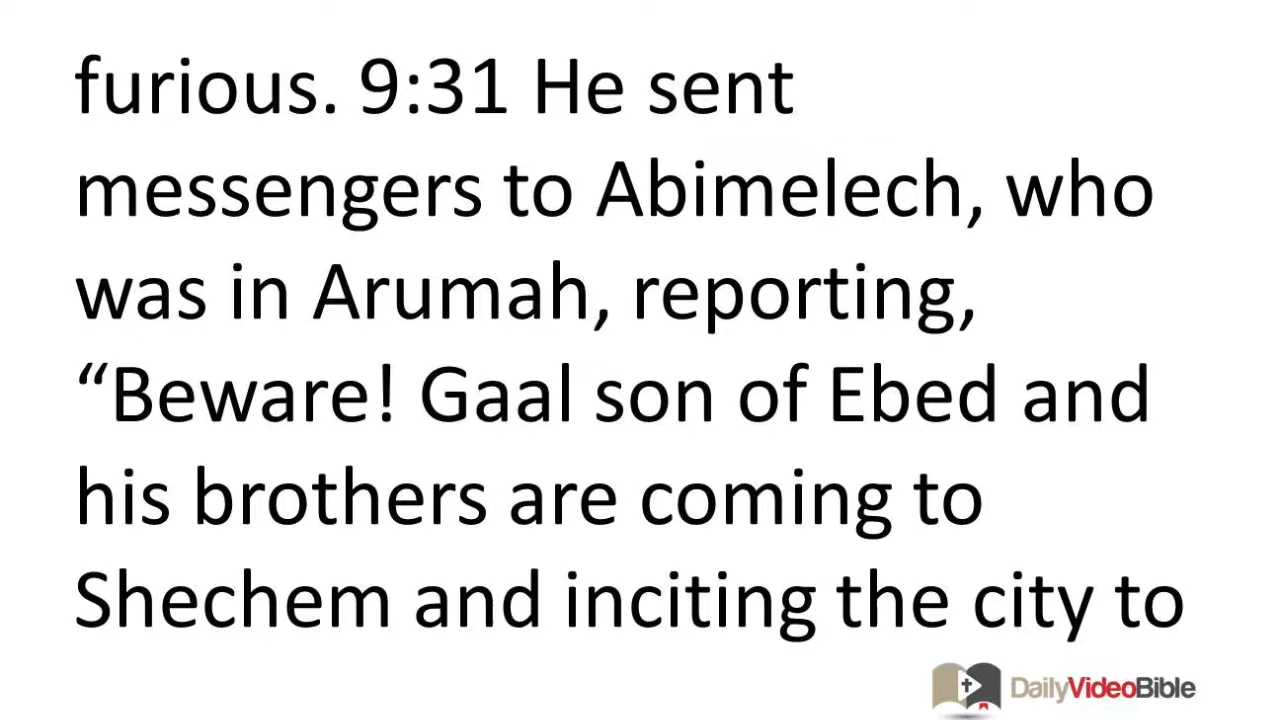 furious. 9:31 He sent
messengers to Abimelech, who
was in Arumah, reporting,
“Beware! Gaal son of Ebed and
his brothers are coming to
Shechem and inciting the city to
DailyVideoBible